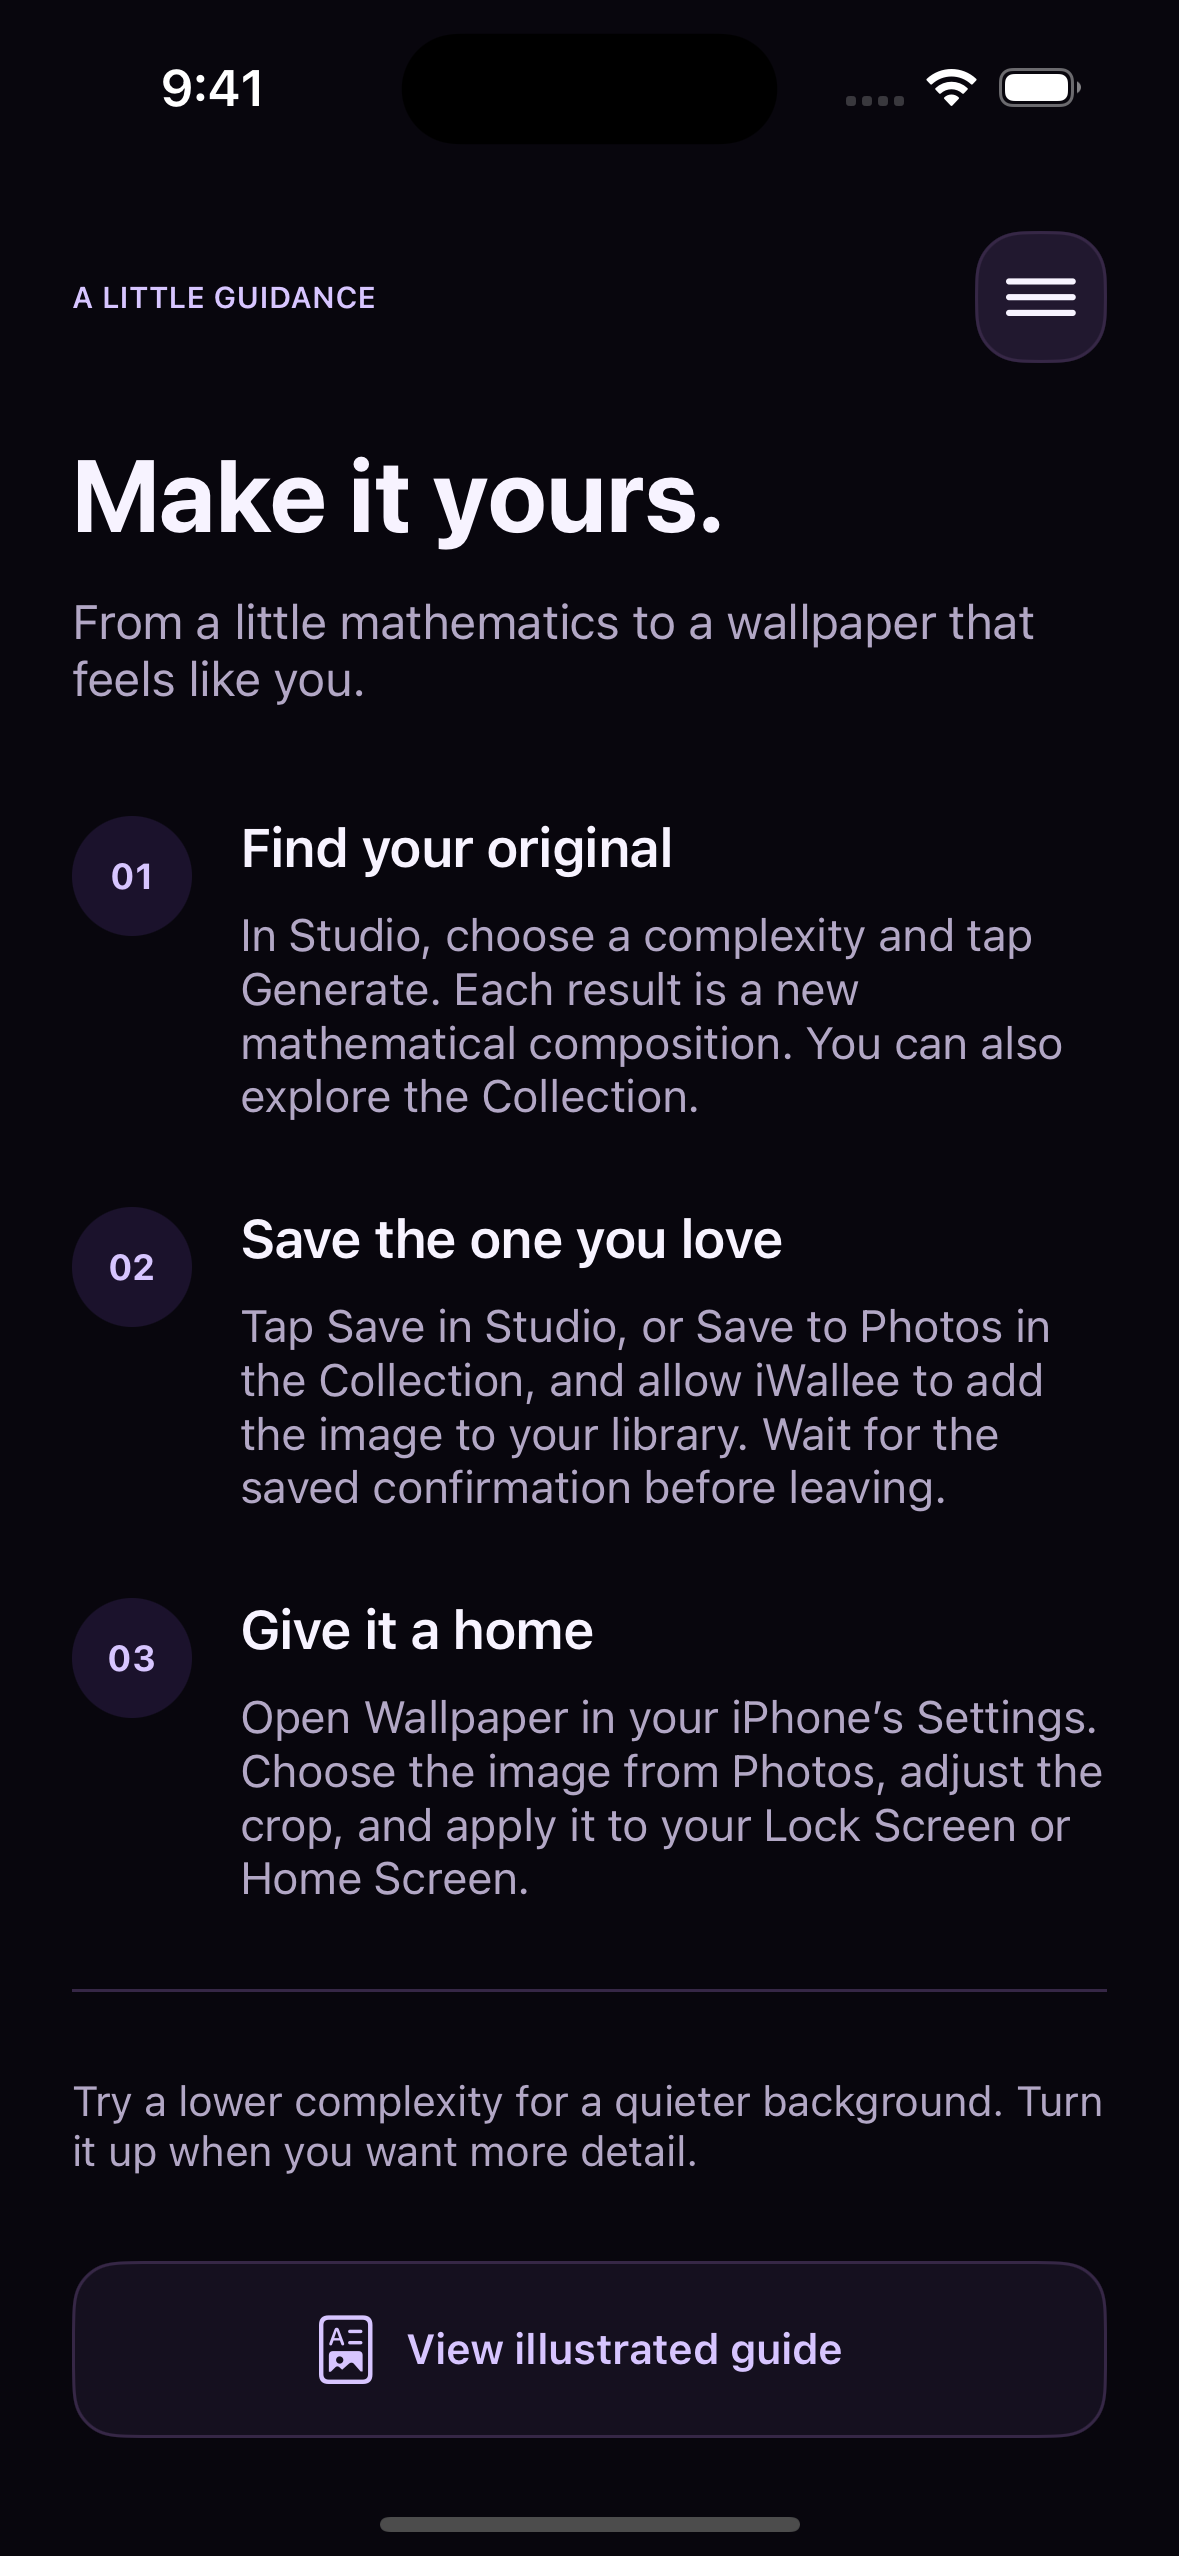 9:41
A LITTLE GUIDANCE
Make it yours.
From a little mathematics to a wallpaper that
feels like you.
01
Find your original
In Studio, choose a complexity and tap
Generate. Each result is a new
mathematical composition. You can also
explore the Collection.
02
Save the one you love
Tap Save in Studio, or Save to Photos in
the Collection, and allow iWallee to add
the image to your library. Wait for the
saved confirmation before leaving.
03
Give it a home
Open Wallpaper in your iPhone’s Settings.
Choose the image from Photos, adjust the
crop, and apply it to your Lock Screen or
Home Screen.
Try a lower complexity for a quieter background. Turn
it up when you want more detail.
View illustrated guide